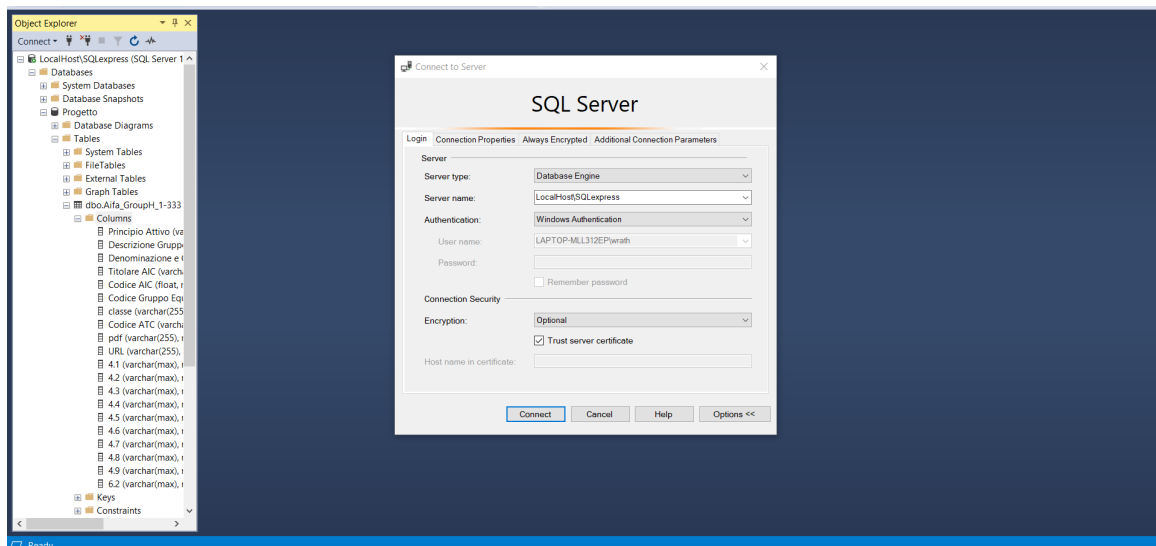 Object Explorer
Connect
LocalHost\SQLexpress (SQL Server 1
Databases
System Databases
Database Snapshots
Progetto
Database Diagrams
Tables
System Tables
FileTables
External Tables
Graph Tables
dbo.Aifa_GroupH_1-333
Columns
Principio Attivo (va
Descrizione Grupp
Denominazione e
Titolare AIC (varch
Codice AIC (float, r
Codice Gruppo Equ
classe (varchar(255
Codice ATC (varcha
pdf (varchar(255), r
URL (varchar(255),
4.1 (varchar(max), r
4.2 (varchar(max), r
4.3 (varchar(max), r
4.4 (varchar(max), r
4.5 (varchar(max), r
4.6 (varchar(max), r
4.7 (varchar(max), r
4.8 (varchar(max), r
4.9 (varchar(max), r
6.2 (varchar(max), r
Keys
Constraints
Connect to Server
SQL Server
Login Connection Properties Always Encrypted Additional Connection Parameters
Server
Server type: Database Engine
Server name: LocalHost\SQLexpress
Authentication: Windows Authentication
User name: LAPTOP-MLL312EP\wrath
Password:
Remember password
Connection Security
Encryption: Optional
Trust server certificate
Host name in certificate:
Connect Cancel Help Options <<
Ready